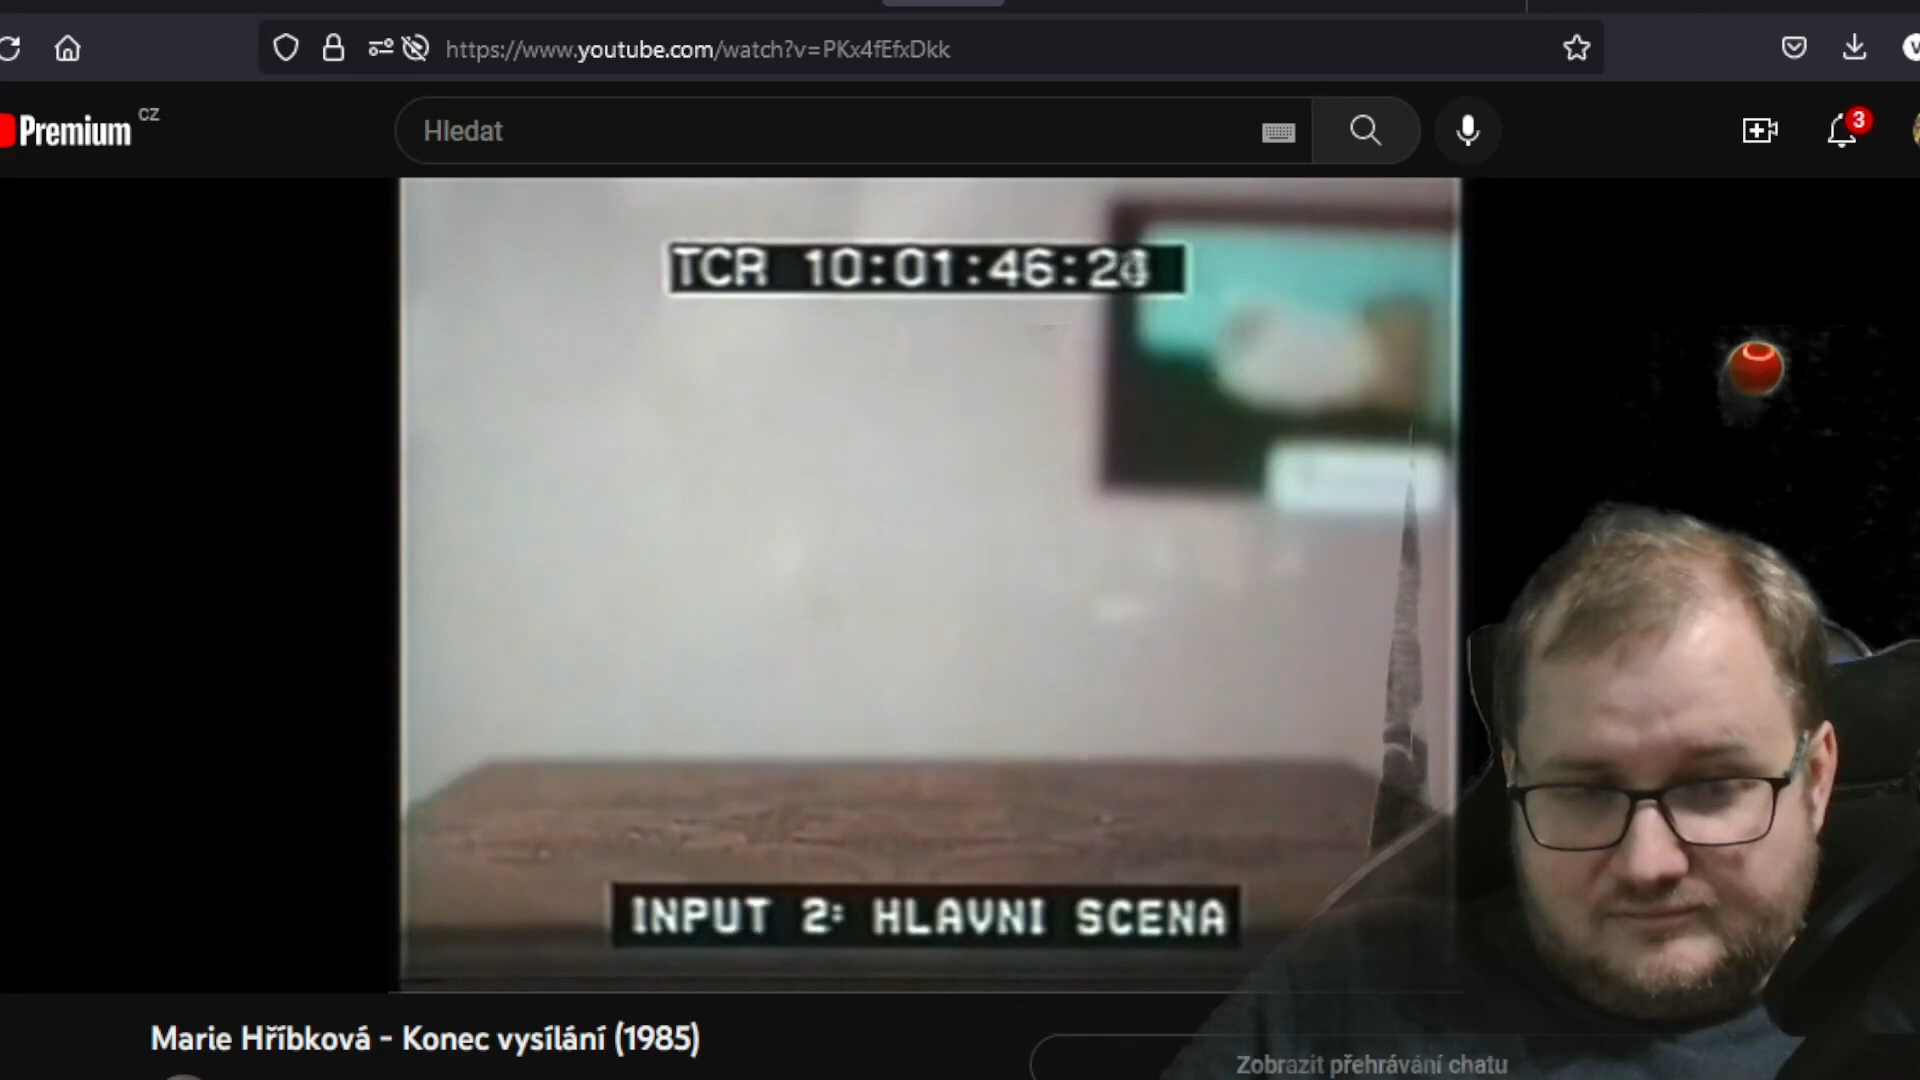 https://www.youtube.com/watch?v=PKx4fEfxDkk
Premium CZ
Hledat
3
TCR 10:01:46:20
INPUT 2: HLAVNI SCENA
Marie Hříbková - Konec vysílání (1985)
Zobrazit přehrávání chatu